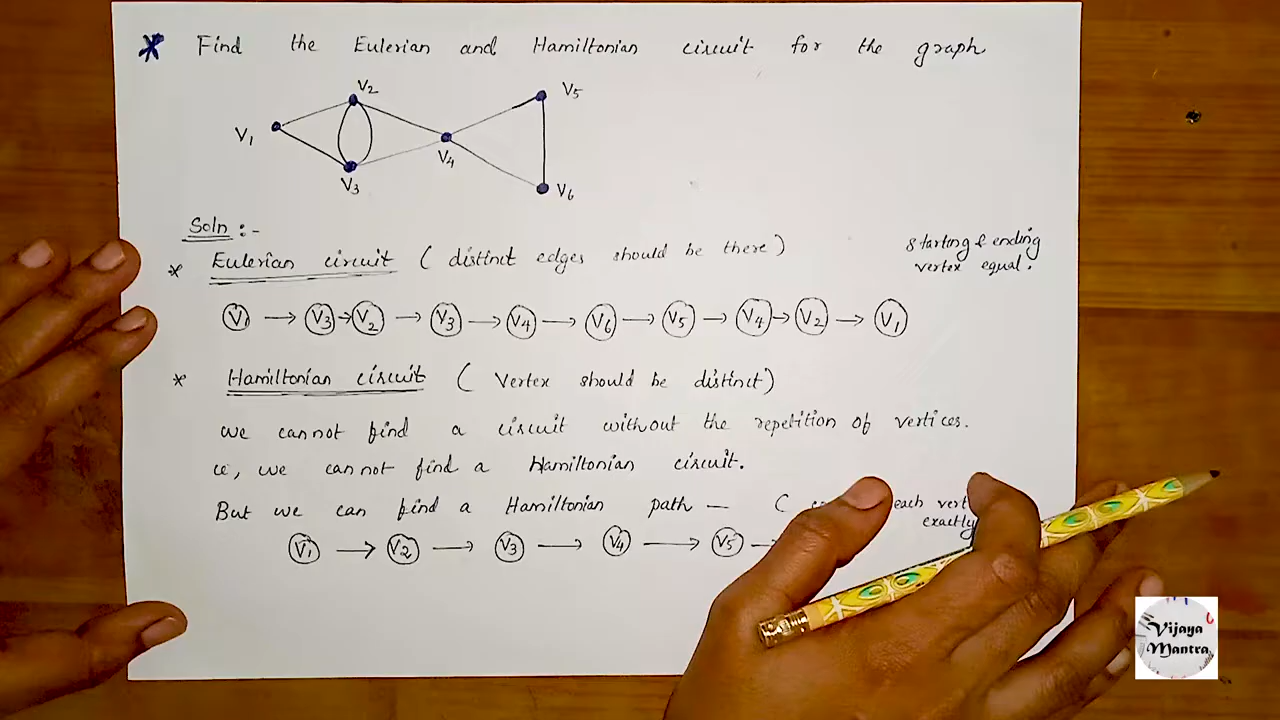 * Find the Eulerian and Hamiltonian circuit for the graph
V2
V5
V1
V4
V3
V6
Soln :-
* Eulerian circuit ( distinct edges should be there )
starting & ending
vertex equal.
V1 → V3 → V2 → V3 → V4 → V6 → V5 → V4 → V2 → V1
* Hamiltonian circuit ( Vertex should be distinct )
we cannot find a circuit without the repetition of vertices.
ie, we can not find a Hamiltonian circuit.
But we can find a Hamiltonian path — ( each
exactly
V1 → V2 → V3 → V4 → V5 →
Vijaya
Mantra